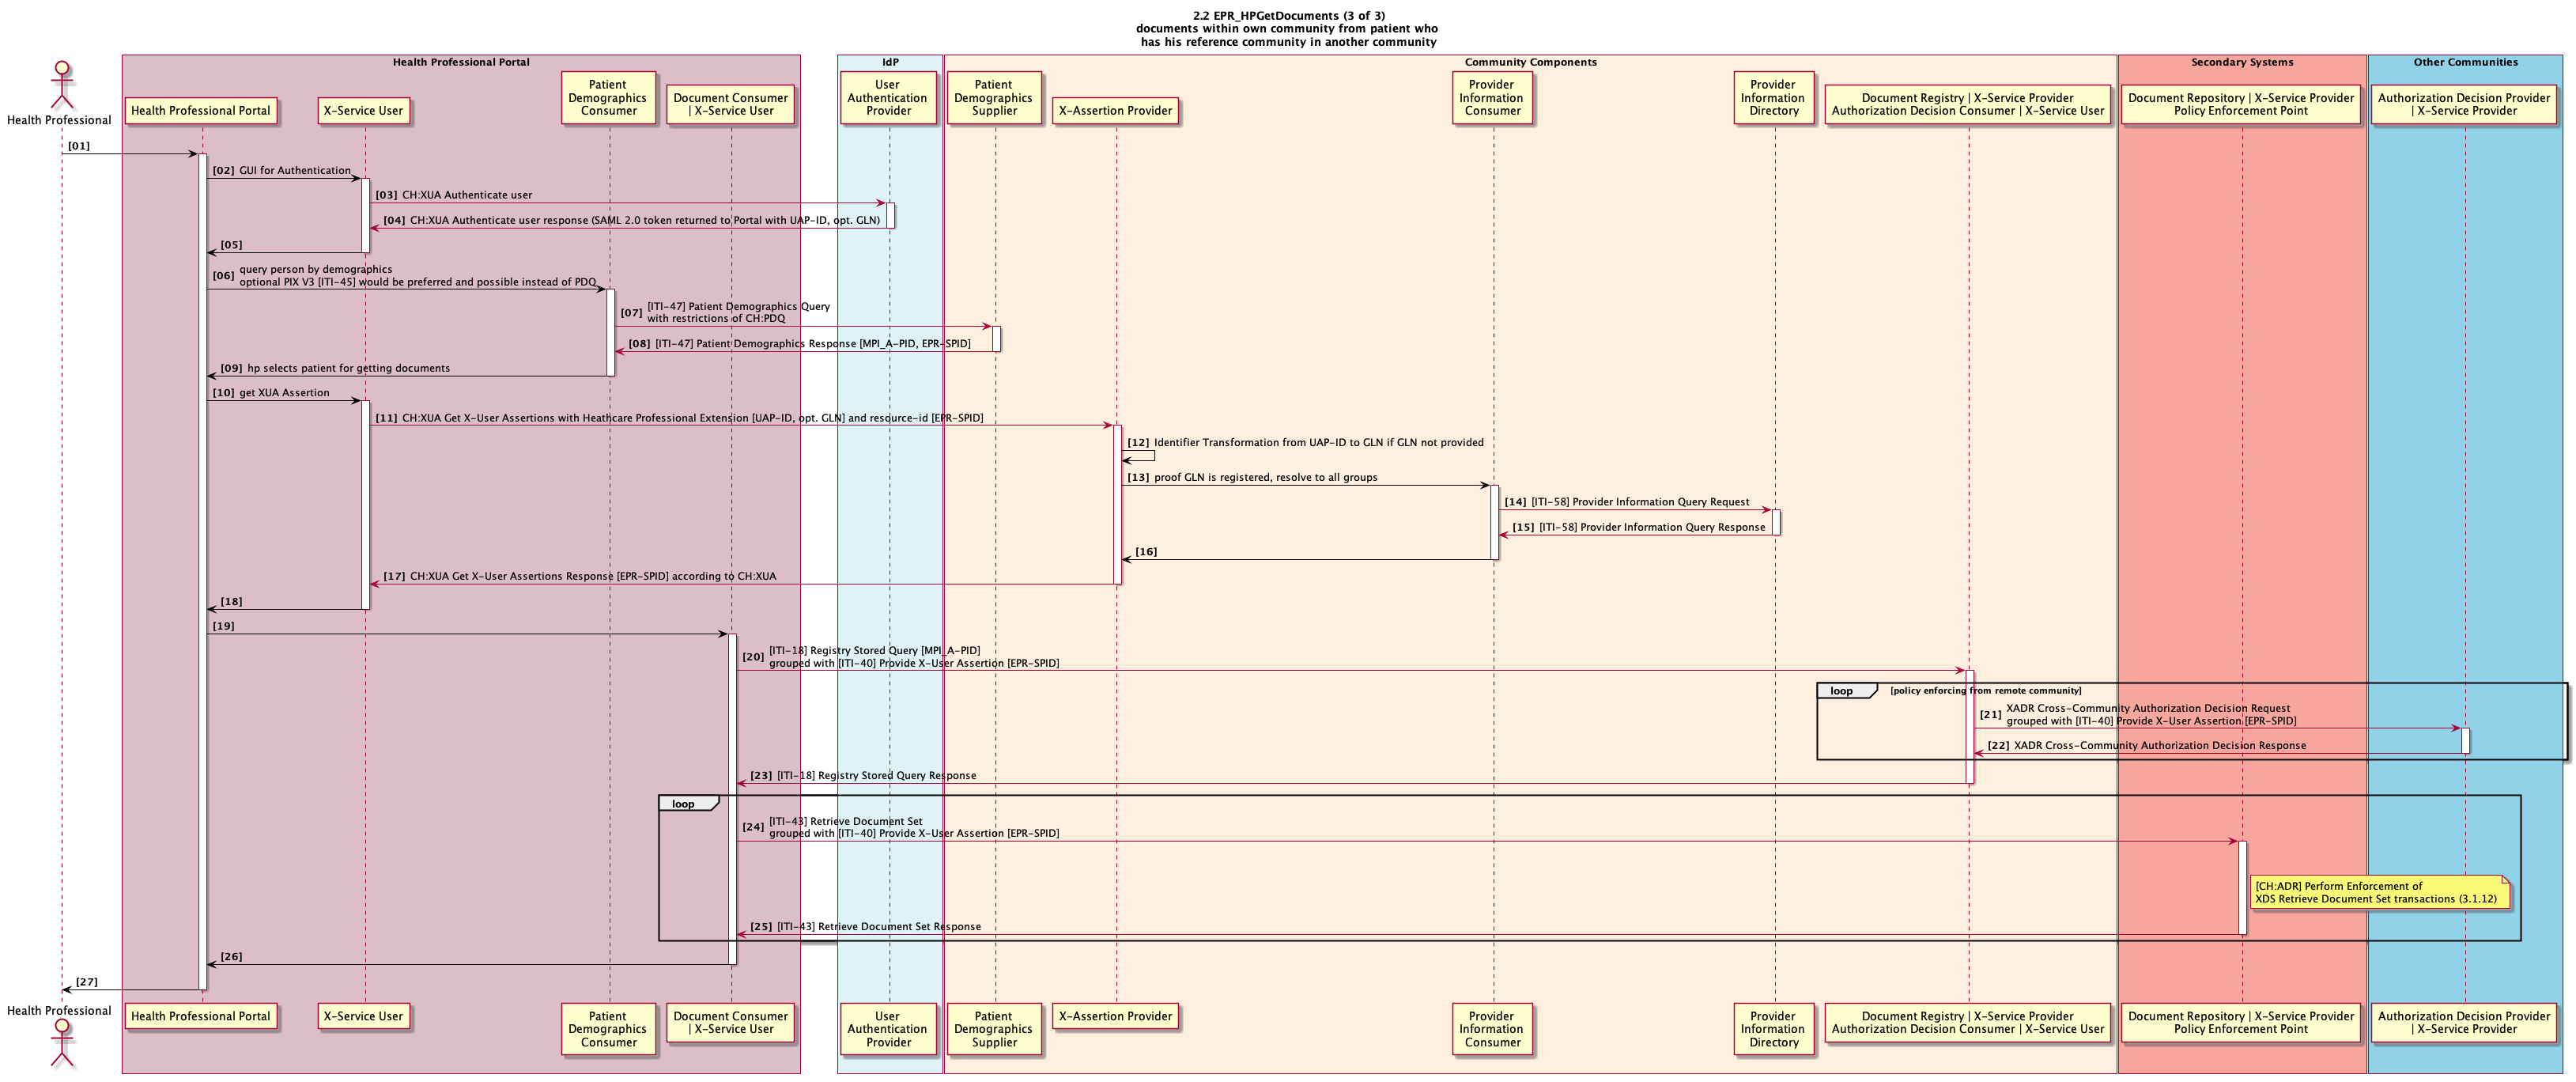 2.2 EPR_HPGetDocuments (3 of 3)
documents within own community from patient who
has his reference community in another community
Health Professional Portal
IdP
Community Components
Secondary Systems
Other Communities
Health Professional
Health Professional Portal
X-Service User
Patient
Demographics
Consumer
Document Consumer
| X-Service User
User
Authentication
Provider
Patient
Demographics
Supplier
X-Assertion Provider
Provider
Information
Consumer
Provider
Information
Directory
Document Registry | X-Service Provider
Authorization Decision Consumer | X-Service User
Document Repository | X-Service Provider
Policy Enforcement Point
Authorization Decision Provider
| X-Service Provider
[01]
[02] GUI for Authentication
[03] CH:XUA Authenticate user
[04] CH:XUA Authenticate user response (SAML 2.0 token returned to Portal with UAP-ID, opt. GLN)
[05]
[06] query person by demographics
optional PIX V3 [ITI-45] would be preferred and possible instead of PDQ
[07] [ITI-47] Patient Demographics Query
with restrictions of CH:PDQ
[08] [ITI-47] Patient Demographics Response [MPI_A-PID, EPR-SPID]
[09] hp selects patient for getting documents
[10] get XUA Assertion
[11] CH:XUA Get X-User Assertions with Heathcare Professional Extension [UAP-ID, opt. GLN] and resource-id [EPR-SPID]
[12] Identifier Transformation from UAP-ID to GLN if GLN not provided
[13] proof GLN is registered, resolve to all groups
[14] [ITI-58] Provider Information Query Request
[15] [ITI-58] Provider Information Query Response
[16]
[17] CH:XUA Get X-User Assertions Response [EPR-SPID] according to CH:XUA
[18]
[19]
[20] [ITI-18] Registry Stored Query [MPI_A-PID]
grouped with [ITI-40] Provide X-User Assertion [EPR-SPID]
loop [policy enforcing from remote community]
[21] XADR Cross-Community Authorization Decision Request
grouped with [ITI-40] Provide X-User Assertion [EPR-SPID]
[22] XADR Cross-Community Authorization Decision Response
[23] [ITI-18] Registry Stored Query Response
loop
[24] [ITI-43] Retrieve Document Set
grouped with [ITI-40] Provide X-User Assertion [EPR-SPID]
[CH:ADR] Perform Enforcement of
XDS Retrieve Document Set transactions (3.1.12)
[25] [ITI-43] Retrieve Document Set Response
[26]
[27]
Health Professional
Health Professional Portal
X-Service User
Patient
Demographics
Consumer
Document Consumer
| X-Service User
User
Authentication
Provider
Patient
Demographics
Supplier
X-Assertion Provider
Provider
Information
Consumer
Provider
Information
Directory
Document Registry | X-Service Provider
Authorization Decision Consumer | X-Service User
Document Repository | X-Service Provider
Policy Enforcement Point
Authorization Decision Provider
| X-Service Provider